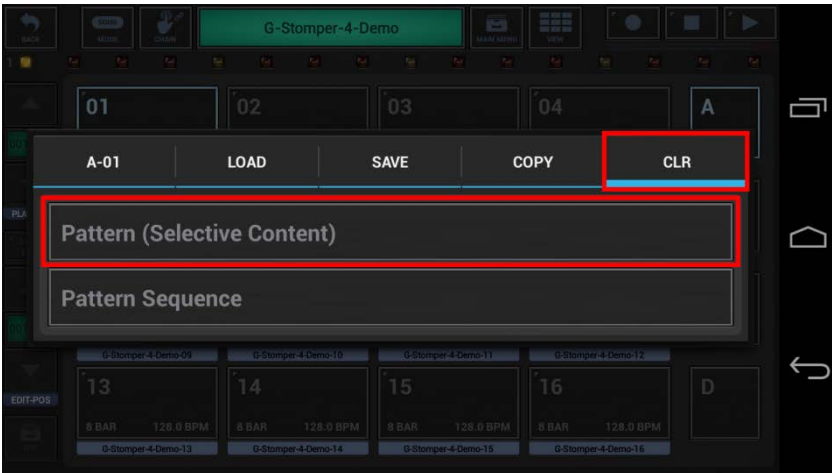 G-Stomper-4-Demo
BACK
SONG
MODE
CHAIN
MAIN MENU
VIEW
1
01
02
03
04
A
A-01
LOAD
SAVE
COPY
CLR
Pattern (Selective Content)
Pattern Sequence
G-Stomper-4-Demo-09
G-Stomper-4-Demo-10
G-Stomper-4-Demo-11
G-Stomper-4-Demo-12
EDIT-POS
13
14
15
16
D
8 BAR 128.0 BPM
8 BAR 128.0 BPM
8 BAR 128.0 BPM
8 BAR 128.0 BPM
G-Stomper-4-Demo-13
G-Stomper-4-Demo-14
G-Stomper-4-Demo-15
G-Stomper-4-Demo-16